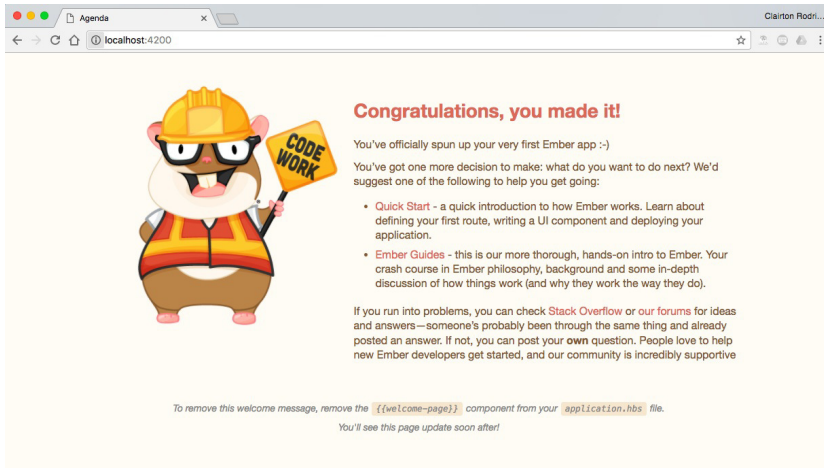 Agenda
Clairton Rodri...
localhost:4200
Congratulations, you made it!
CODE
WORK
You've officially spun up your very first Ember app :-)
You've got one more decision to make: what do you want to do next? We'd
suggest one of the following to help you get going:
• Quick Start - a quick introduction to how Ember works. Learn about
defining your first route, writing a UI component and deploying your
application.
• Ember Guides - this is our more thorough, hands-on intro to Ember. Your
crash course in Ember philosophy, background and some in-depth
discussion of how things work (and why they work the way they do).
If you run into problems, you can check Stack Overflow or our forums for ideas
and answers—someone's probably been through the same thing and already
posted an answer. If not, you can post your own question. People love to help
new Ember developers get started, and our community is incredibly supportive
To remove this welcome message, remove the {{welcome-page}} component from your application.hbs file.
You'll see this page update soon after!